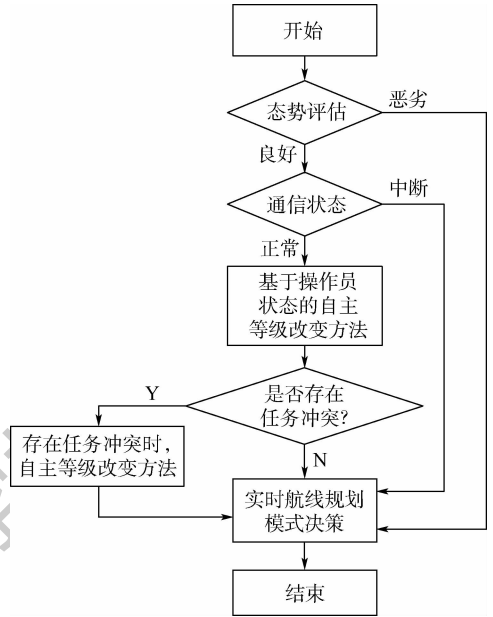 开始
态势评估
恶劣
良好
通信状态
中断
正常
基于操作员
状态的自主
等级改变方法
是否存在
任务冲突?
Y
存在任务冲突时,
自主等级改变方法
N
实时航线规划
模式决策
结束